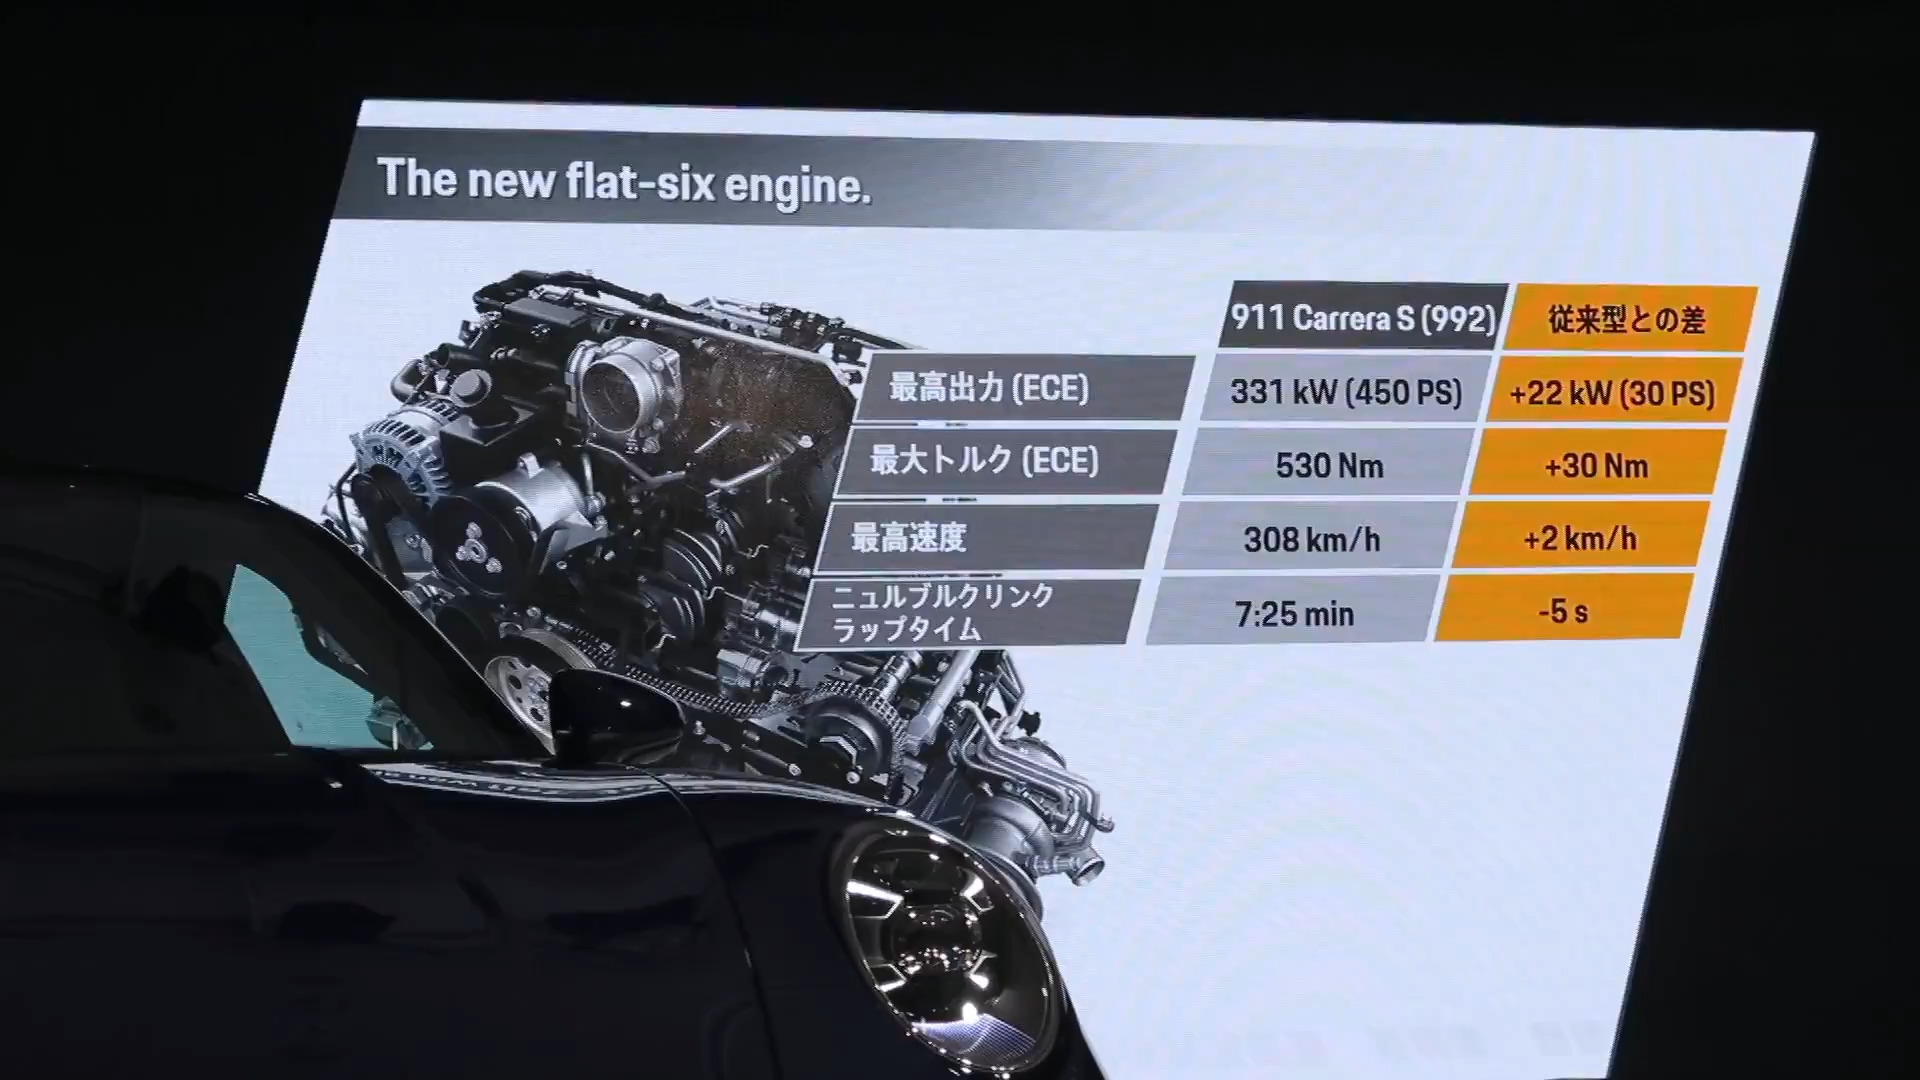 The new flat-six engine.
911 Carrera S (992) 従来型との差
最高出力 (ECE) 331 kW (450 PS) +22 kW (30 PS)
最大トルク (ECE) 530 Nm +30 Nm
最高速度 308 km/h +2 km/h
ニュルブルクリンク
ラップタイム 7:25 min -5 s